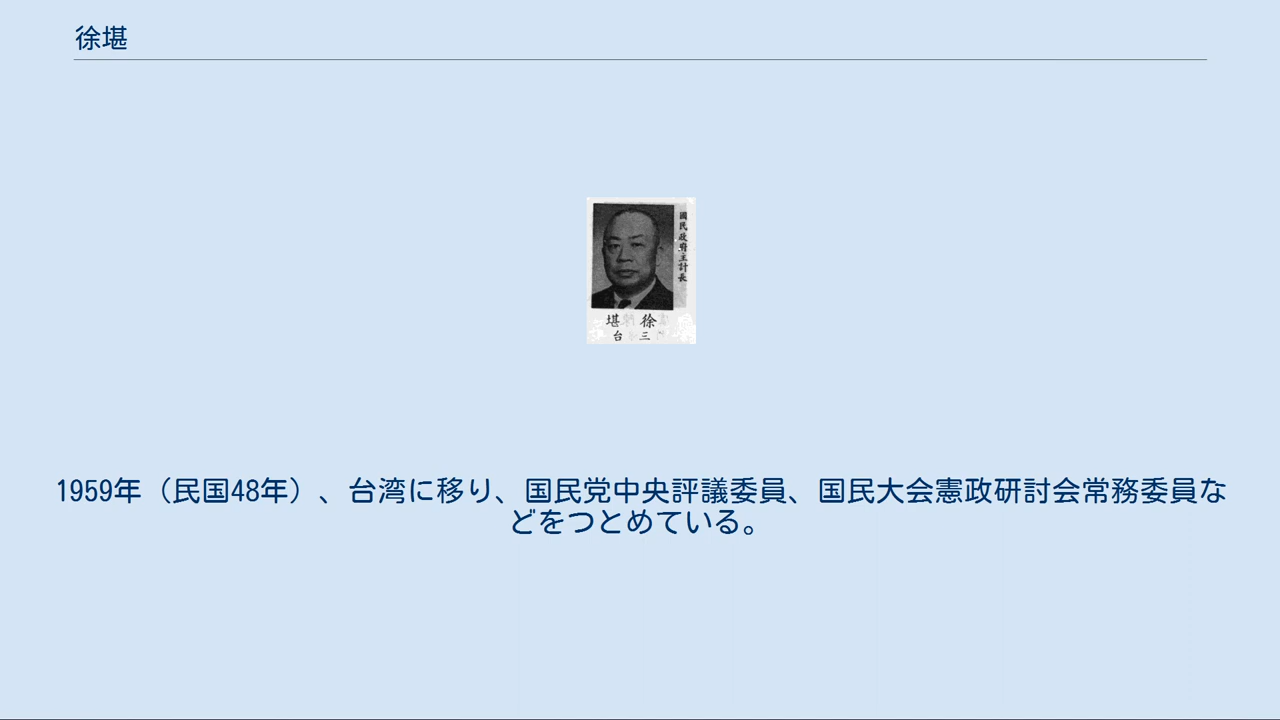 徐堪
國民政府主計長
徐堪
三台
1959年（民国48年）、台湾に移り、国民党中央評議委員、国民大会憲政研討会常務委員な
どをつとめている。